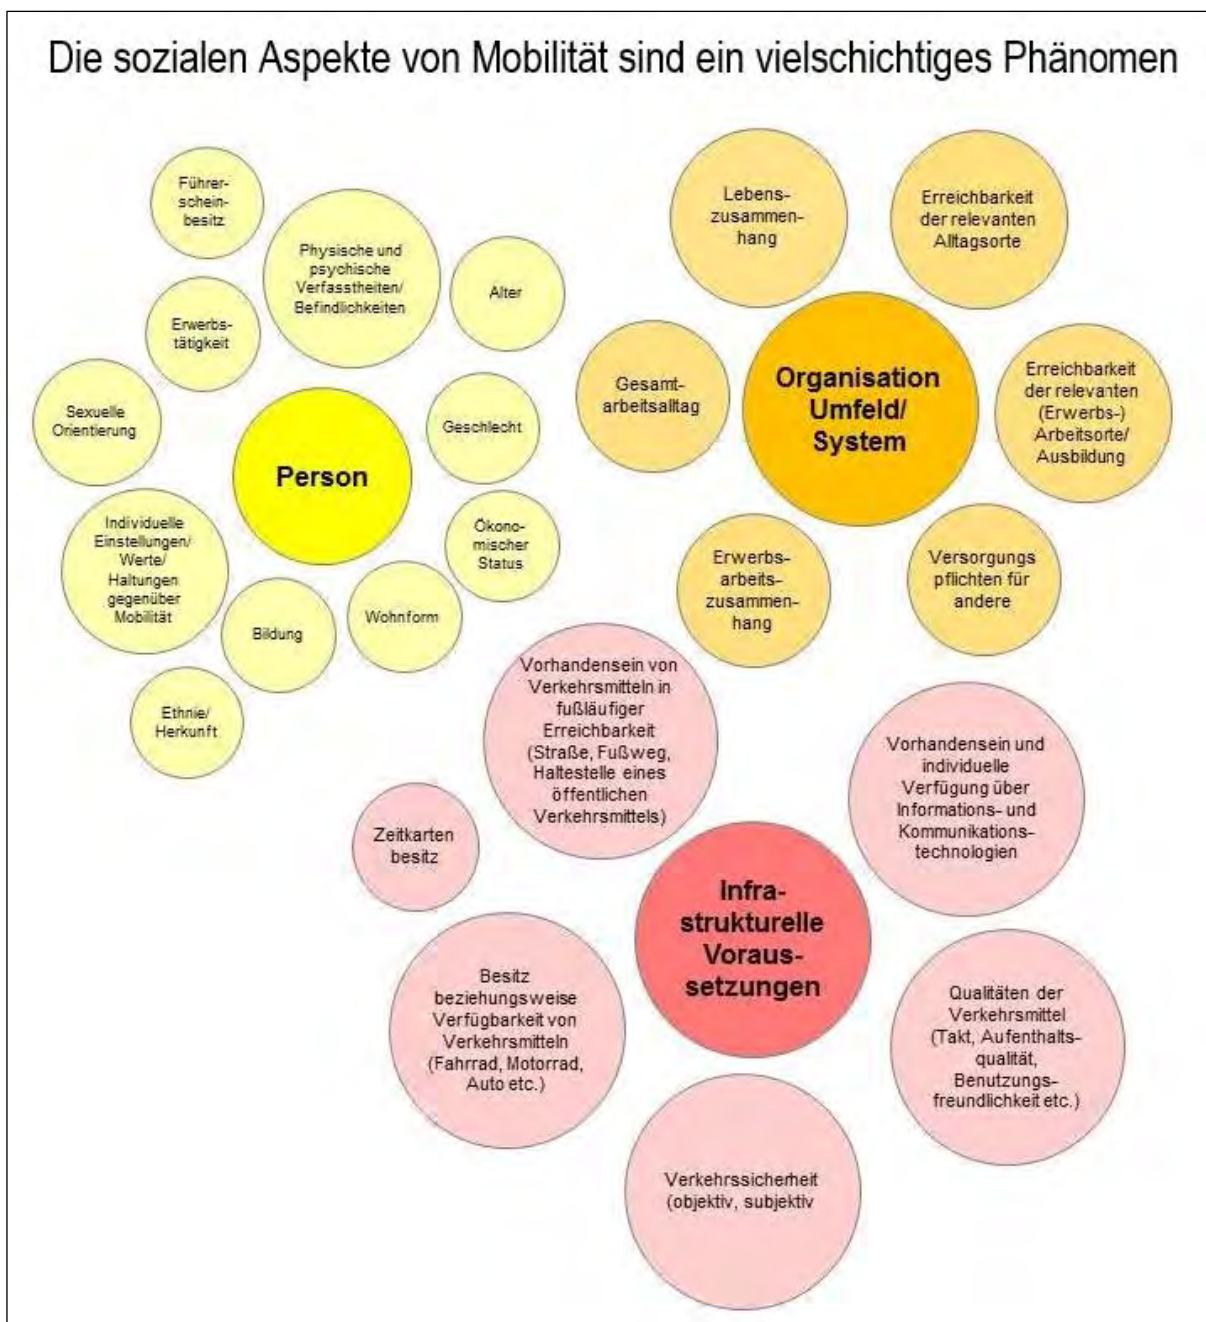 Die sozialen Aspekte von Mobilität sind ein vielschichtiges Phänomen
Führer-
schein-
besitz
Physische und
psychische
Verfasstheiten/
Befindlichkeiten
Alter
Erwerbs-
tätigkeit
Sexuelle
Orientierung
Geschlecht
Person
Individuelle
Einstellungen/
Werte/
Haltungen
gegenüber
Mobilität
Ökono-
mischer
Status
Bildung
Wohnform
Ethnie/
Herkunft
Lebens-
zusammen-
hang
Erreichbarkeit
der relevanten
Alltagsorte
Gesamt-
arbeitsalltag
Organisation
Umfeld/
System
Erreichbarkeit
der relevanten
(Erwerbs-)
Arbeitsorte/
Ausbildung
Erwerbs-
arbeits-
zusammen-
hang
Versorgungs
pflichten für
andere
Vorhandensein von
Verkehrsmitteln in
fußläufiger
Erreichbarkeit
(Straße, Fußweg,
Haltestelle eines
öffentlichen
Verkehrsmittels)
Vorhandensein und
individuelle
Verfügung über
Informations- und
Kommunikations-
technologien
Zeitkarten
besitz
Infra-
strukturelle
Voraus-
setzungen
Besitz
beziehungsweise
Verfügbarkeit von
Verkehrsmitteln
(Fahrrad, Motorrad,
Auto etc.)
Qualitäten der
Verkehrsmittel
(Takt, Aufenthalts-
qualität,
Benutzungs-
freundlichkeit etc.)
Verkehrssicherheit
(objektiv, subjektiv